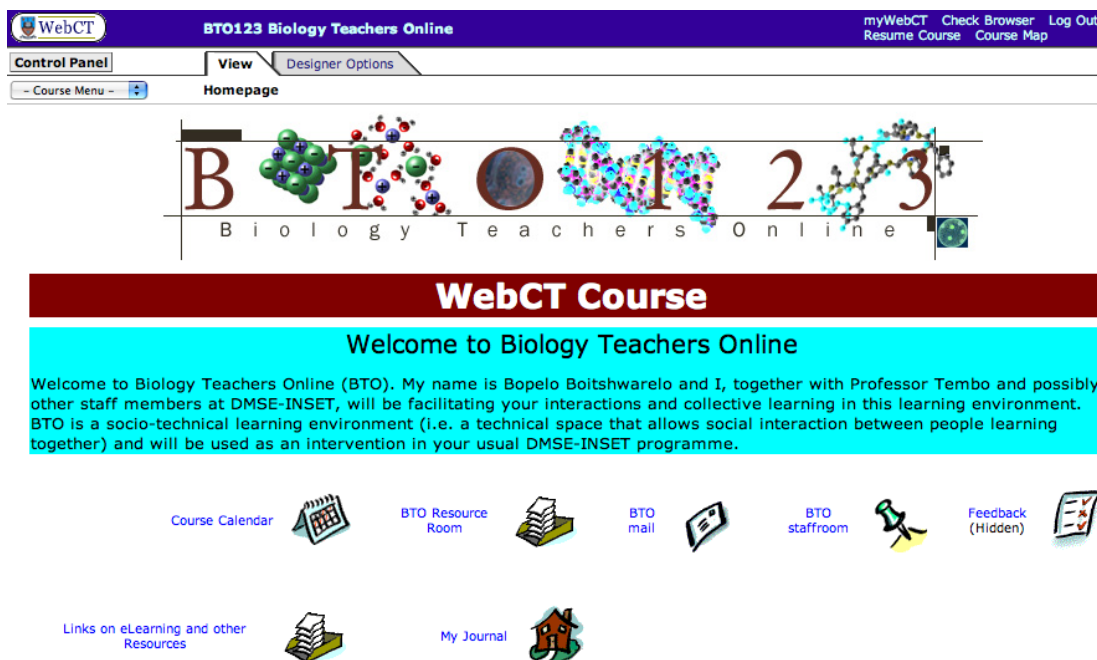 WebCT
BTO123 Biology Teachers Online
myWebCT Check Browser Log Out
Resume Course Course Map
Control Panel
View Designer Options
– Course Menu –
Homepage
B T O 1 2 3
Biology Teachers Online
WebCT Course
Welcome to Biology Teachers Online
Welcome to Biology Teachers Online (BTO). My name is Bopelo Boitshwarelo and I, together with Professor Tembo and possibly
other staff members at DMSE-INSET, will be facilitating your interactions and collective learning in this learning environment.
BTO is a socio-technical learning environment (i.e. a technical space that allows social interaction between people learning
together) and will be used as an intervention in your usual DMSE-INSET programme.
Course Calendar
BTO Resource
Room
BTO
mail
BTO
staffroom
Feedback
(Hidden)
Links on eLearning and other
Resources
My Journal